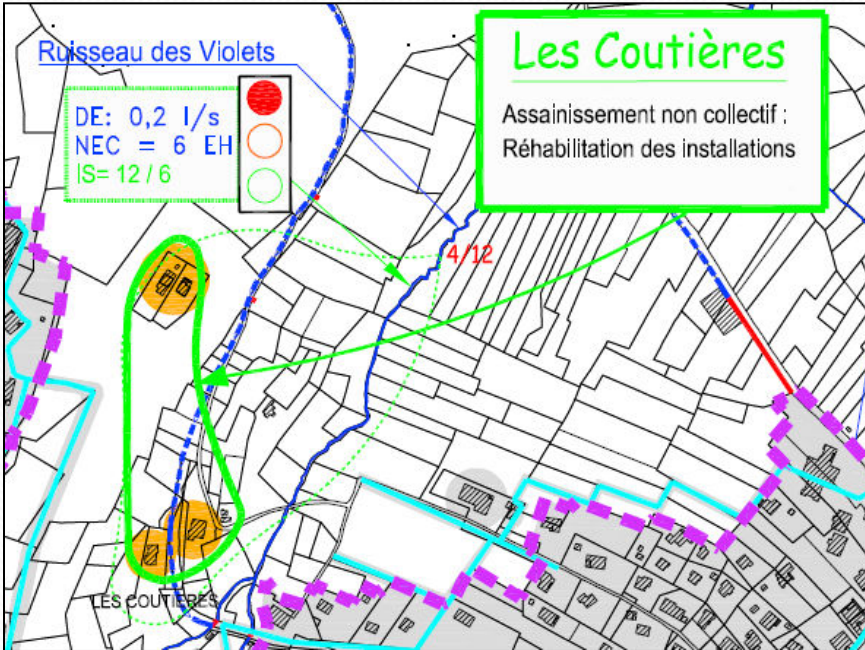 Ruisseau des Violets
DE: 0,2 l/s
NEC = 6 EH
IS= 12 / 6
Les Coutières
Assainissement non collectif :
Réhabilitation des installations
4/12
LES COUTIERES